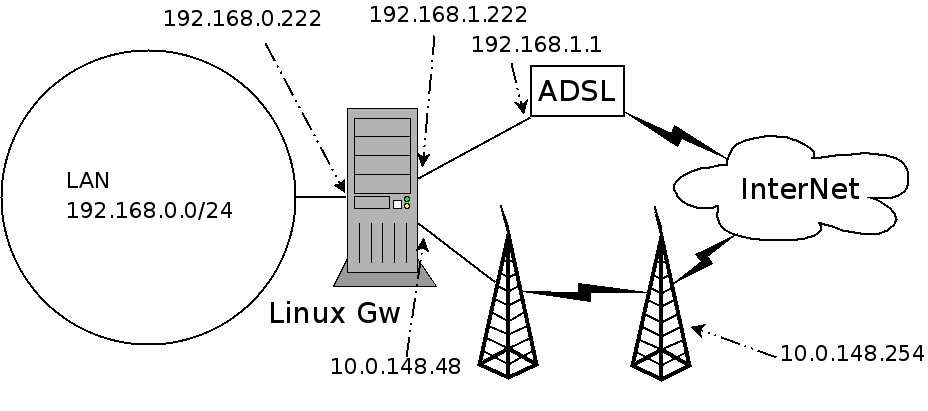 192.168.0.222
192.168.1.222
192.168.1.1
ADSL
LAN
192.168.0.0/24
InterNet
Linux Gw
10.0.148.48
10.0.148.254